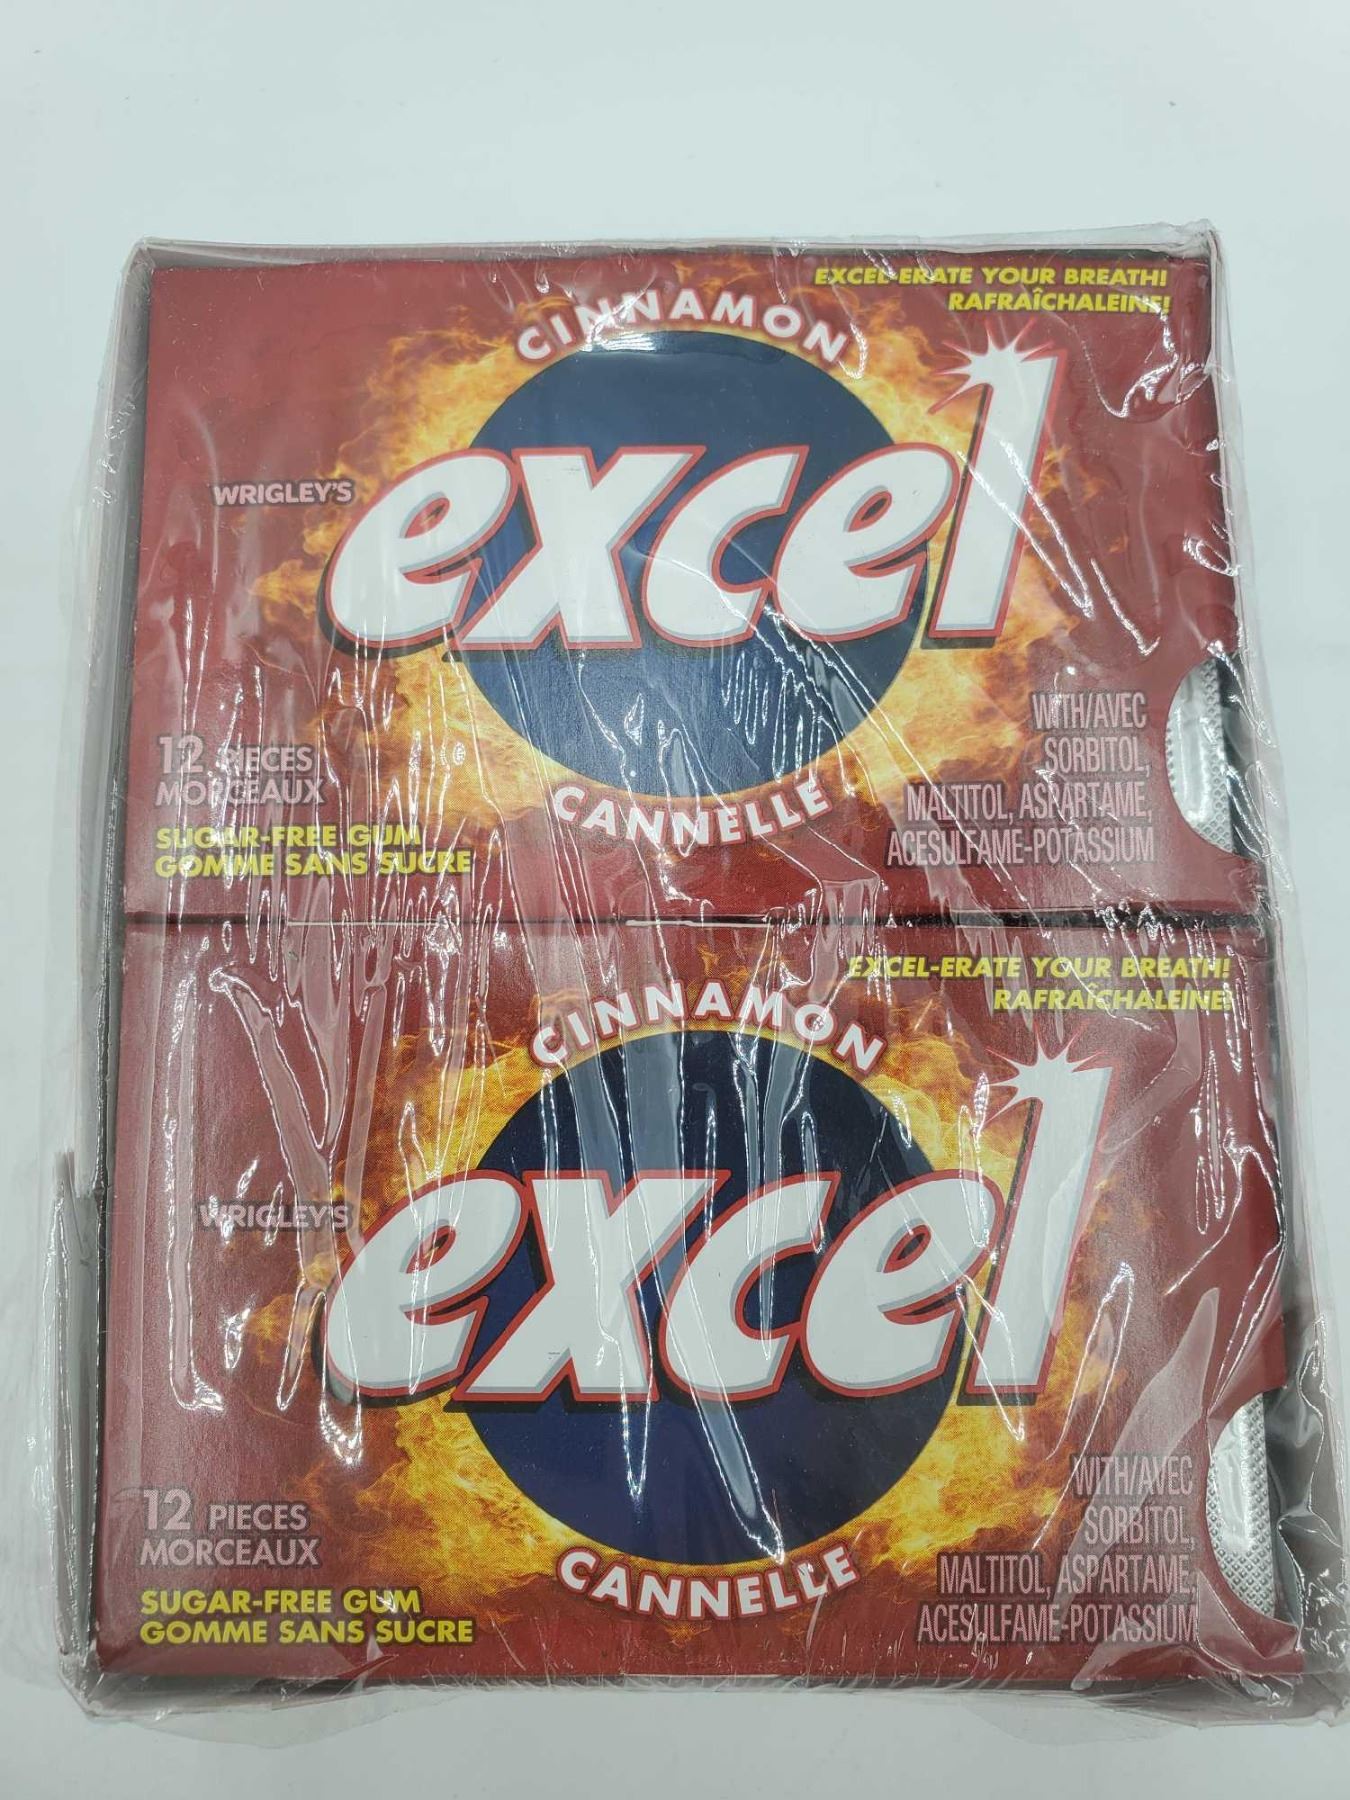 EXCEL-ERATE YOUR BREATH!
RAFRAÎCHALEINE!
CINNAMON
WRIGLEY'S
excel
12 PIECES
MORCEAUX
SUGAR-FREE GUM
GOMME SANS SUCRE
CANNELLE
WITH/AVEC
SORBITOL,
MALTITOL, ASPARTAME,
ACESULFAME-POTASSIUM
EXCEL-ERATE YOUR BREATH!
RAFRAÎCHALEINE!
CINNAMON
WRIGLEY'S
excel
12 PIECES
MORCEAUX
SUGAR-FREE GUM
GOMME SANS SUCRE
CANNELLE
WITH/AVEC
SORBITOL,
MALTITOL, ASPARTAME,
ACESULFAME-POTASSIUM